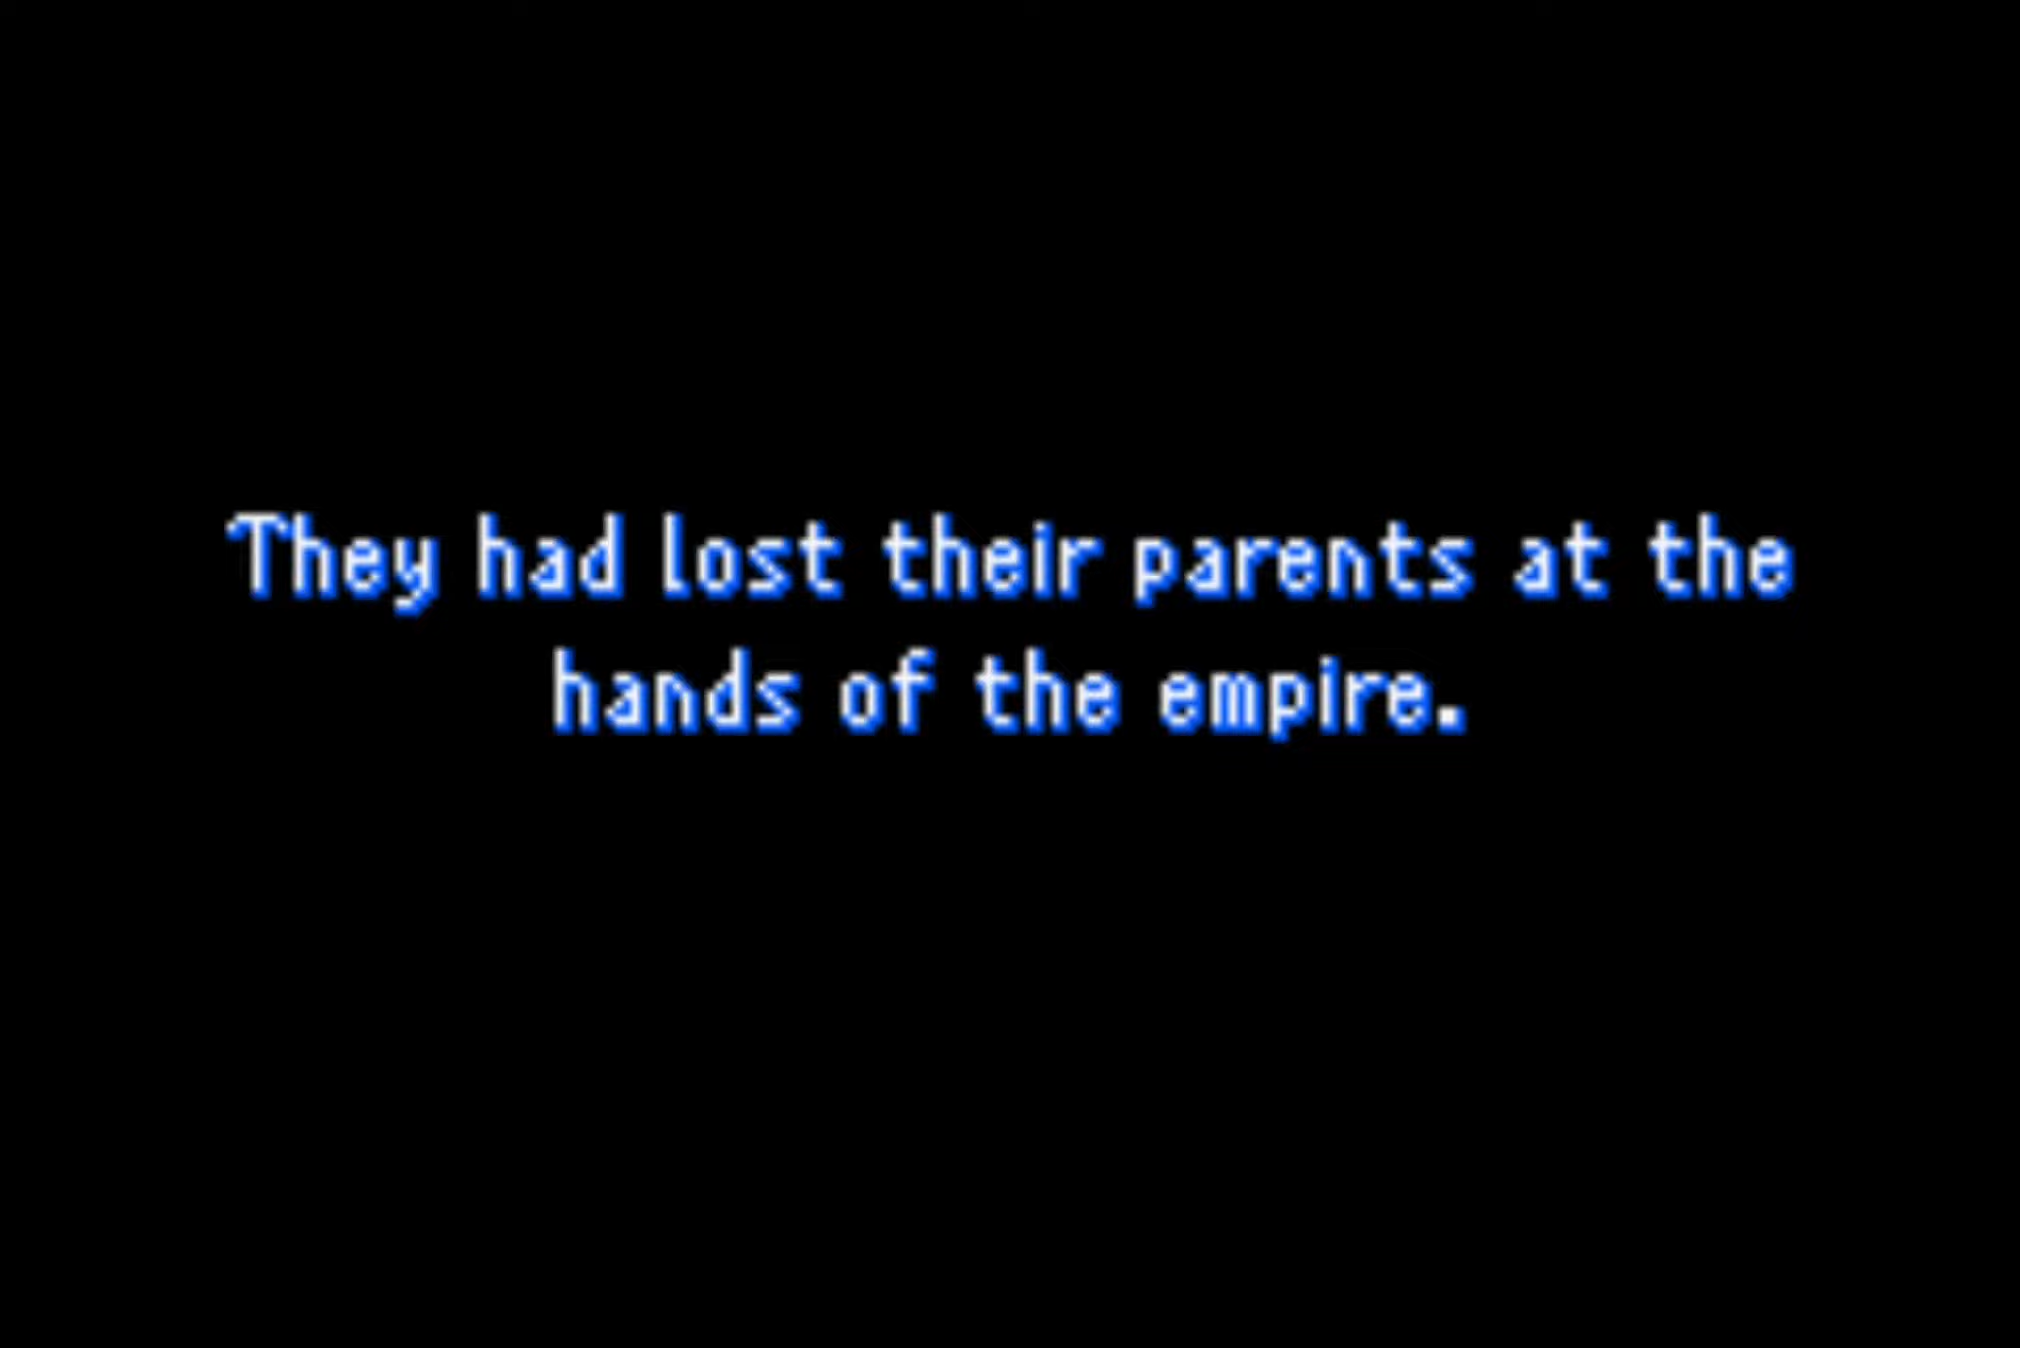 They had lost their parents at the
hands of the empire.